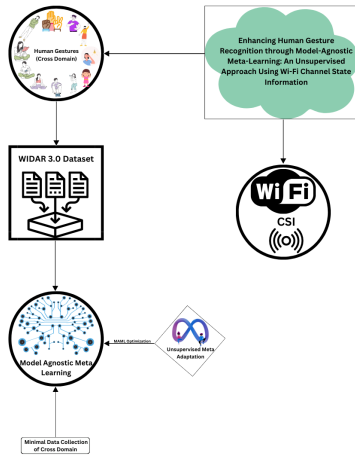 Human Gestures
(Cross Domain)
Enhancing Human Gesture
Recognition through Model-Agnostic
Meta-Learning: An Unsupervised
Approach Using Wi-Fi Channel State
Information
WIDAR 3.0 Dataset
Wi Fi
CSI
Model Agnostic Meta
Learning
MAML Optimization
Unsupervised Meta
Adaptation
Minimal Data Collection
of Cross Domain